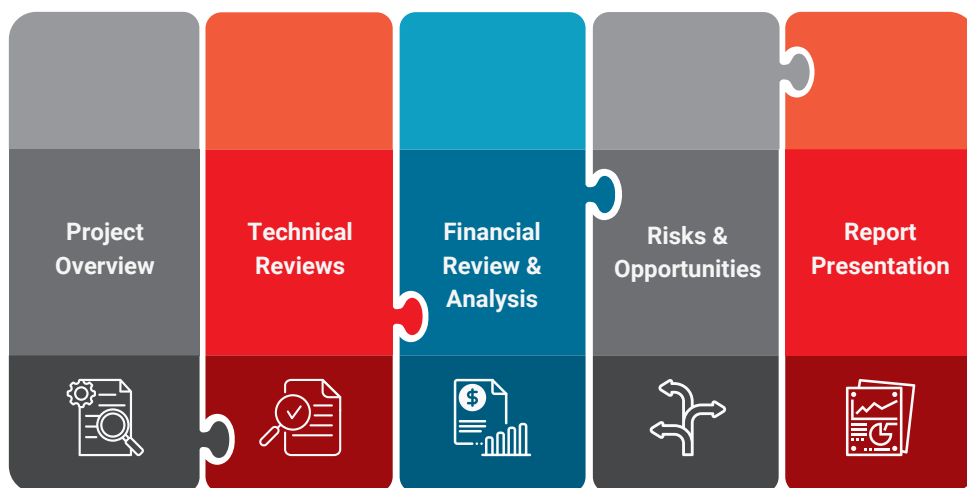 Project
Overview
Technical
Reviews
Financial
Review &
Analysis
Risks &
Opportunities
Report
Presentation
$